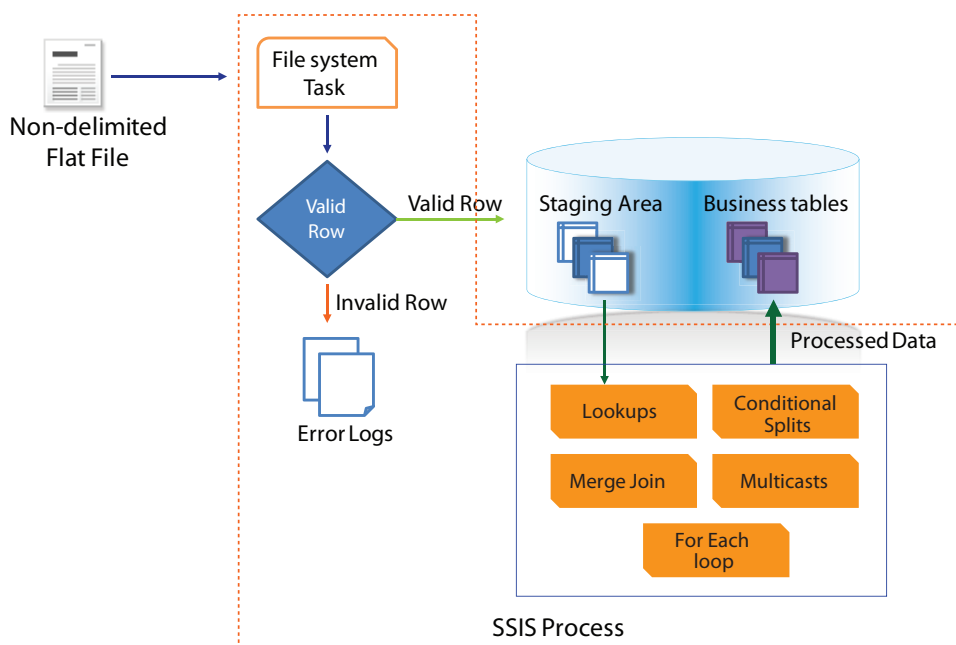 File system
Task
Non-delimited
Flat File
Valid
Row
Valid Row
Staging Area
Business tables
Invalid Row
Processed Data
Error Logs
Lookups
Conditional
Splits
Merge Join
Multicasts
For Each
loop
SSIS Process